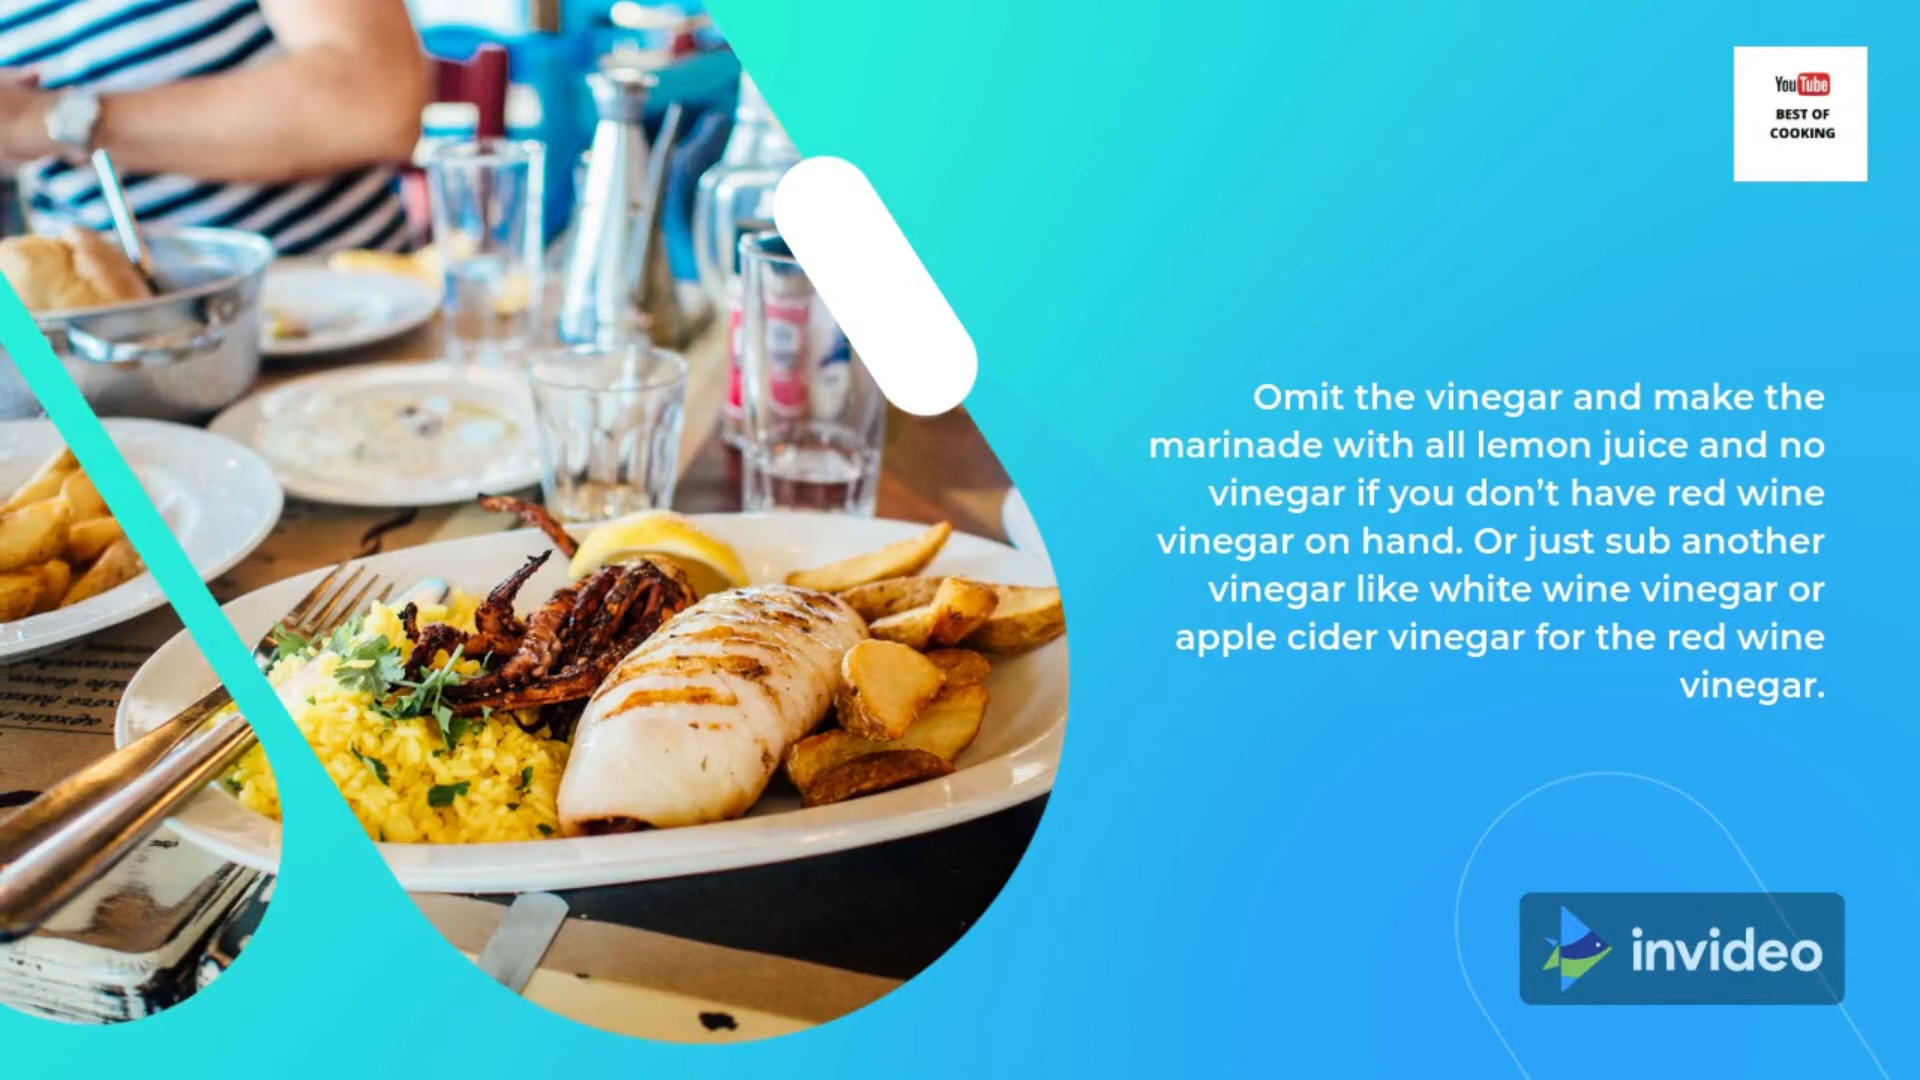 YouTube
BEST OF
COOKING
Omit the vinegar and make the
marinade with all lemon juice and no
vinegar if you don’t have red wine
vinegar on hand. Or just sub another
vinegar like white wine vinegar or
apple cider vinegar for the red wine
vinegar.
invideo